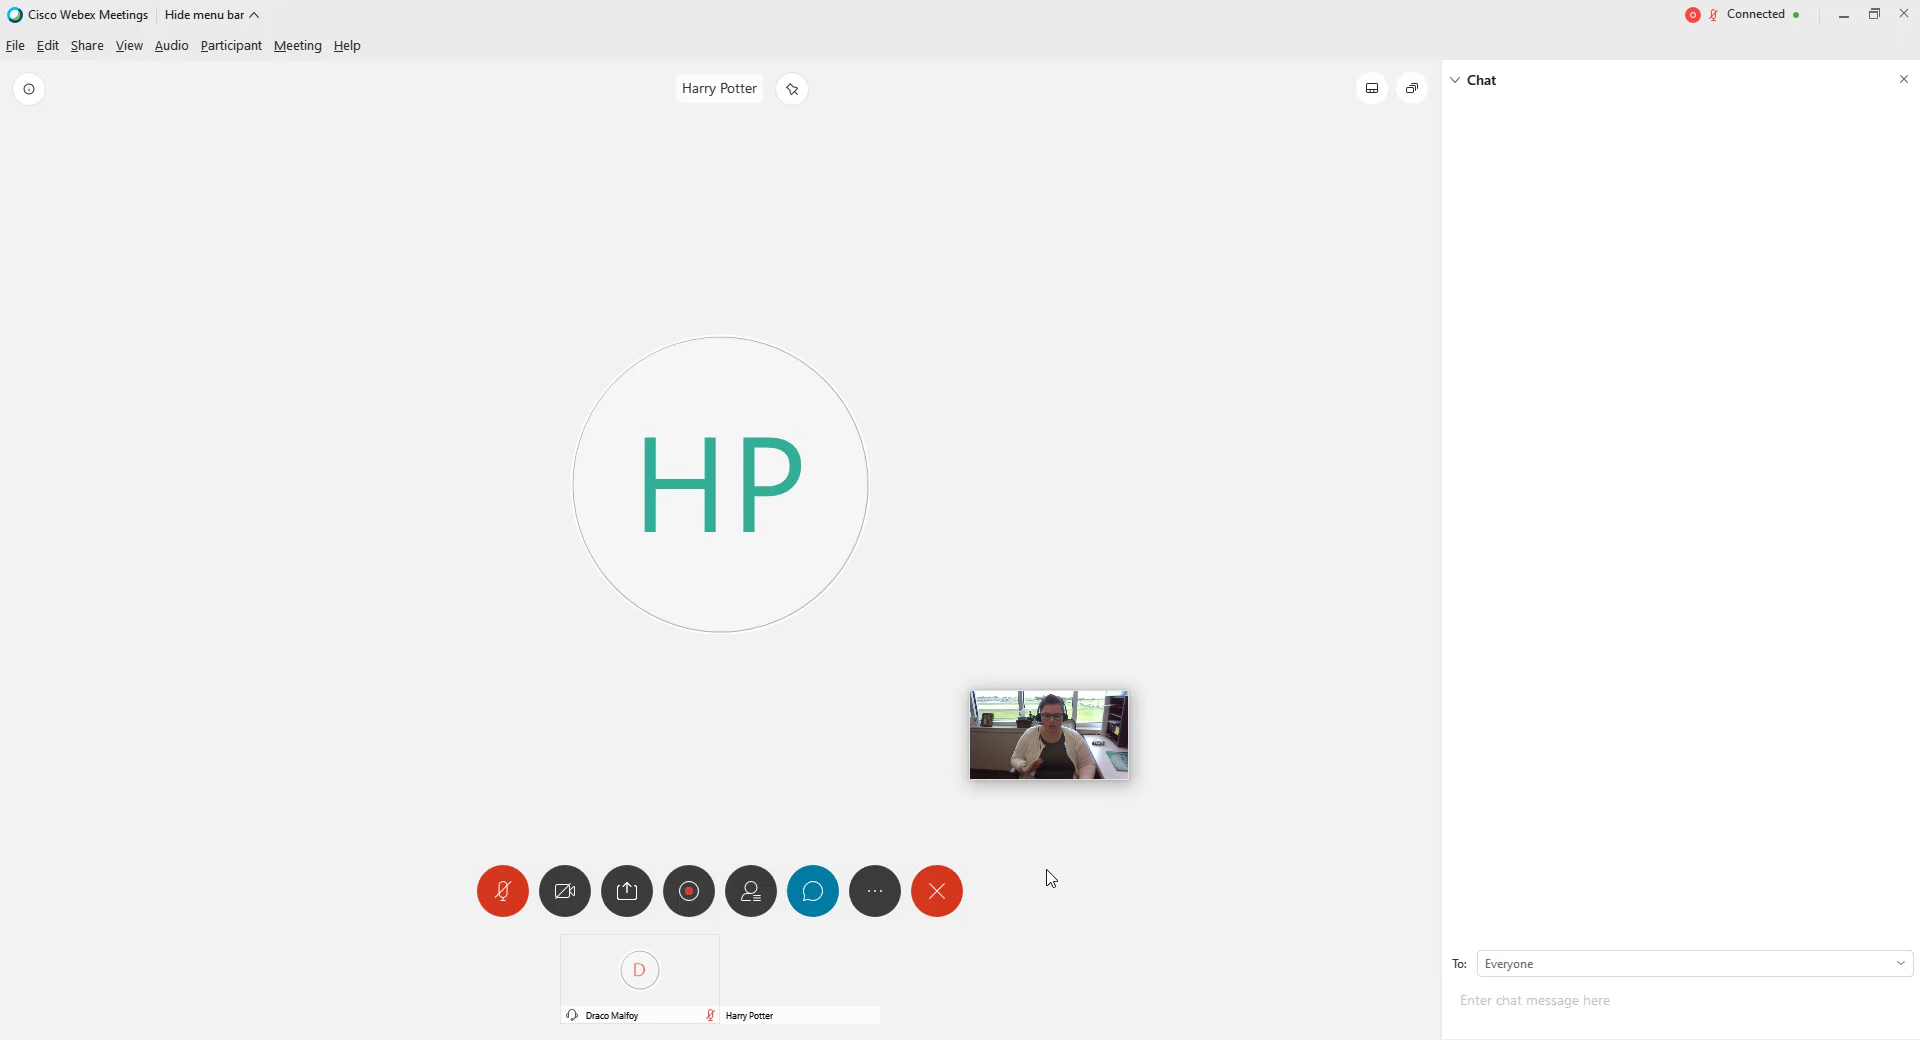 Cisco Webex Meetings Hide menu bar
Connected
File Edit Share View Audio Participant Meeting Help
Harry Potter
Chat
HP
D
Draco Malfoy Harry Potter
To: Everyone
Enter chat message here